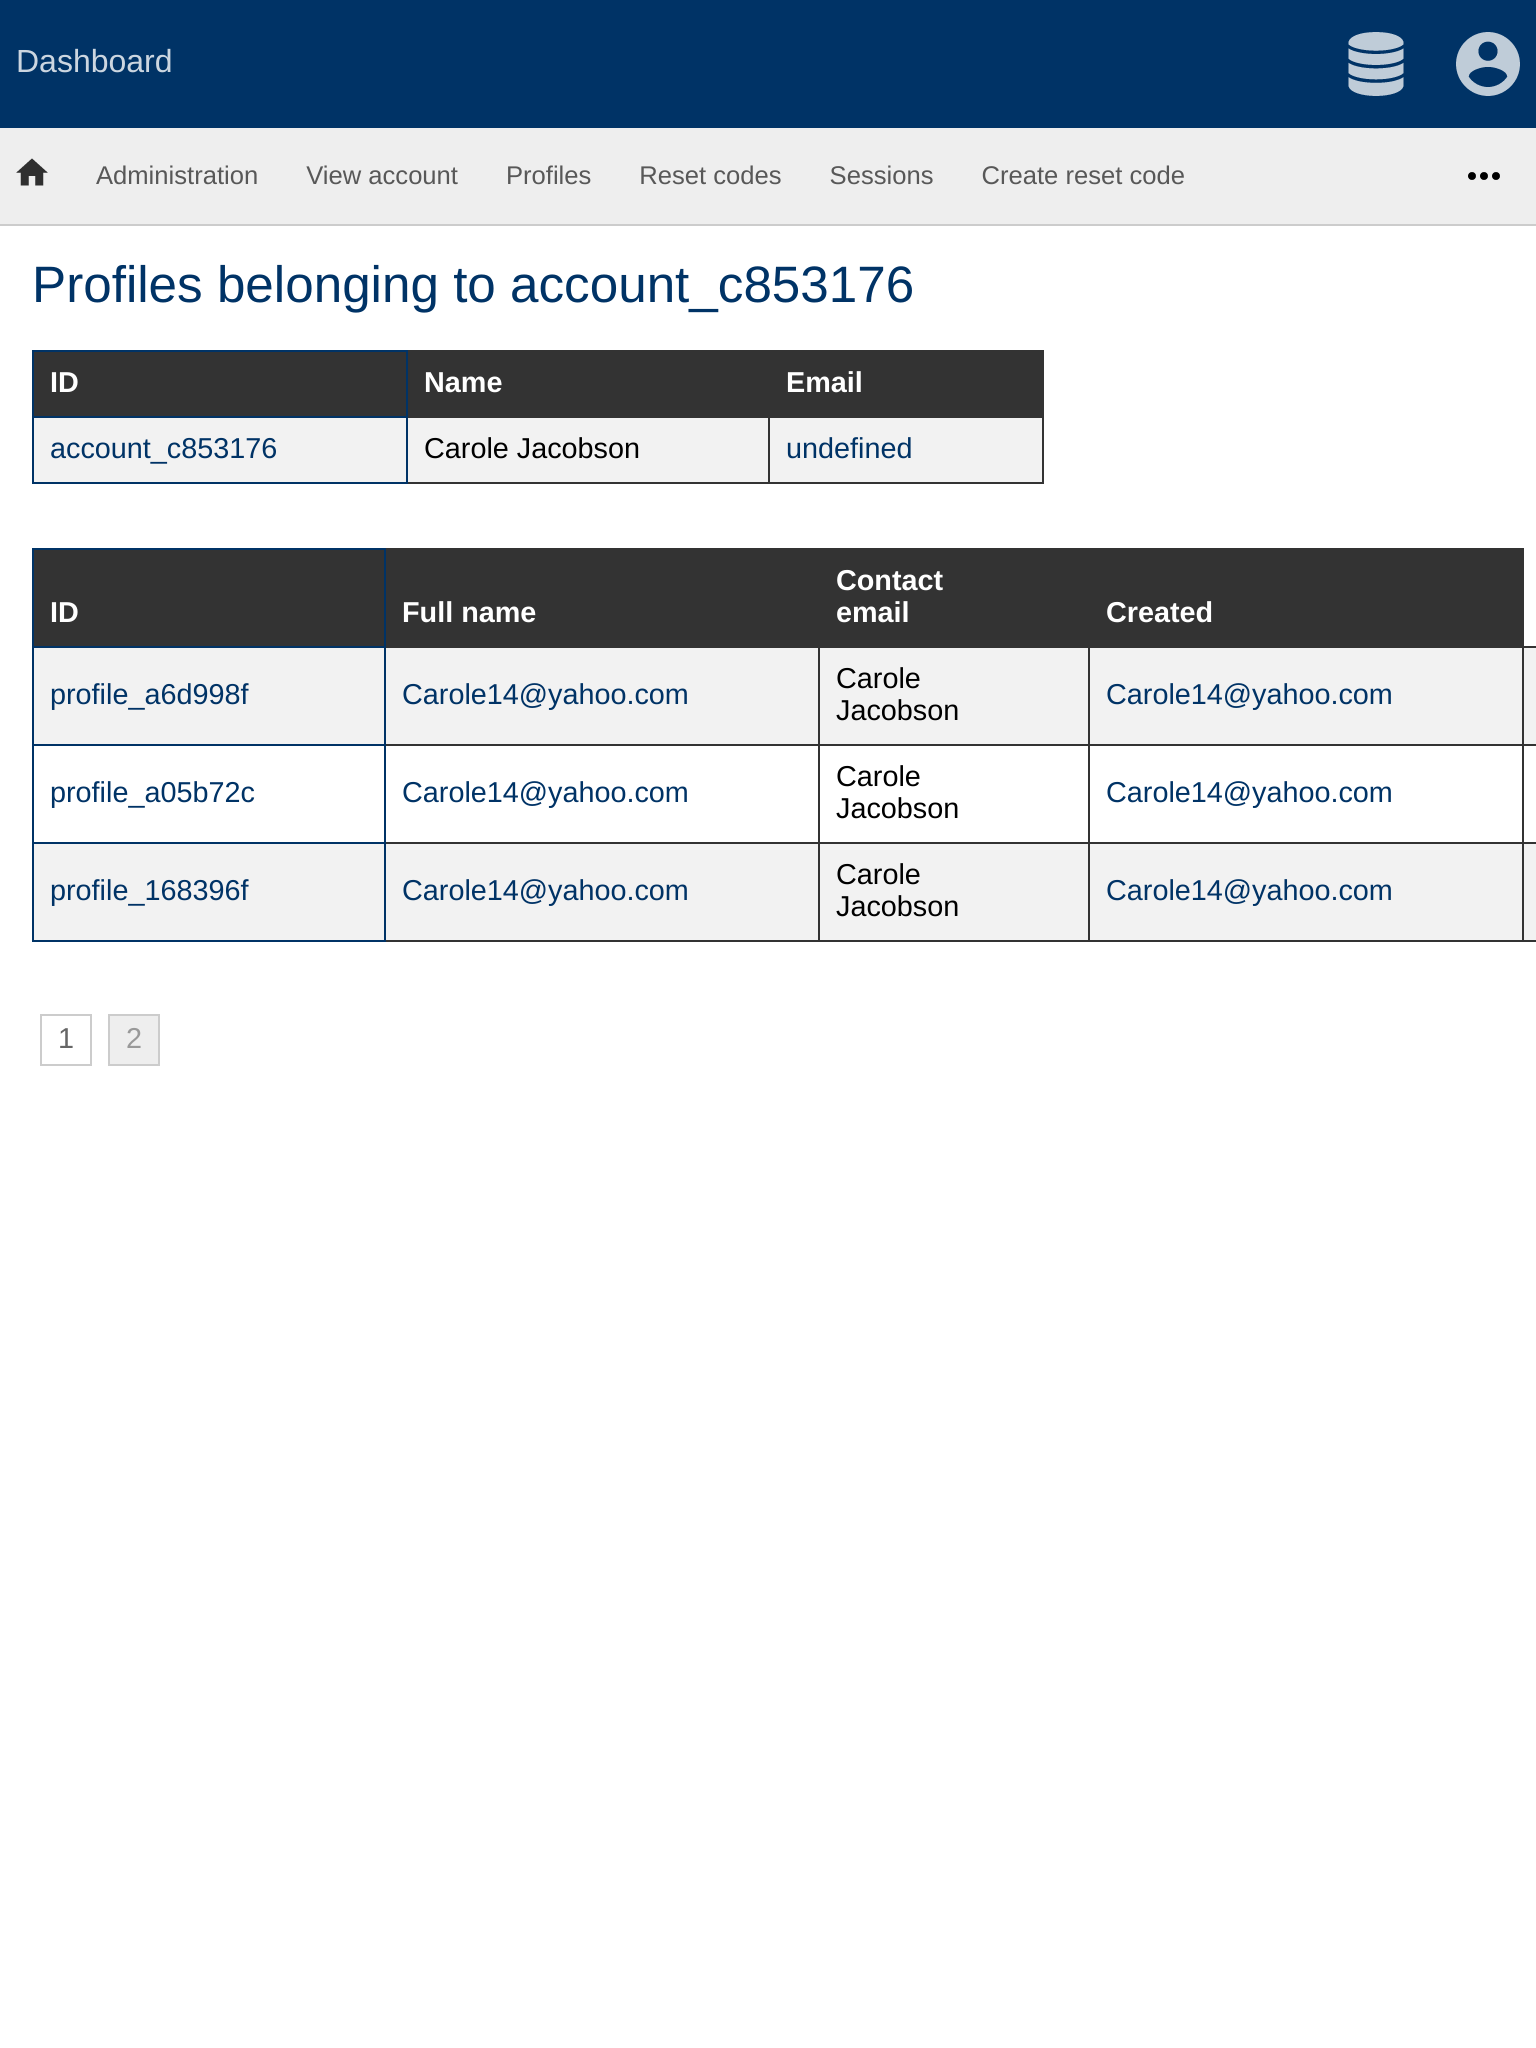 Dashboard
Administration View account Profiles Reset codes Sessions Create reset code
Profiles belonging to account_c853176
ID Name Email
account_c853176 Carole Jacobson undefined
ID Full name Contact email Created
profile_a6d998f Carole14@yahoo.com Carole Jacobson Carole14@yahoo.com
profile_a05b72c Carole14@yahoo.com Carole Jacobson Carole14@yahoo.com
profile_168396f Carole14@yahoo.com Carole Jacobson Carole14@yahoo.com
1 2